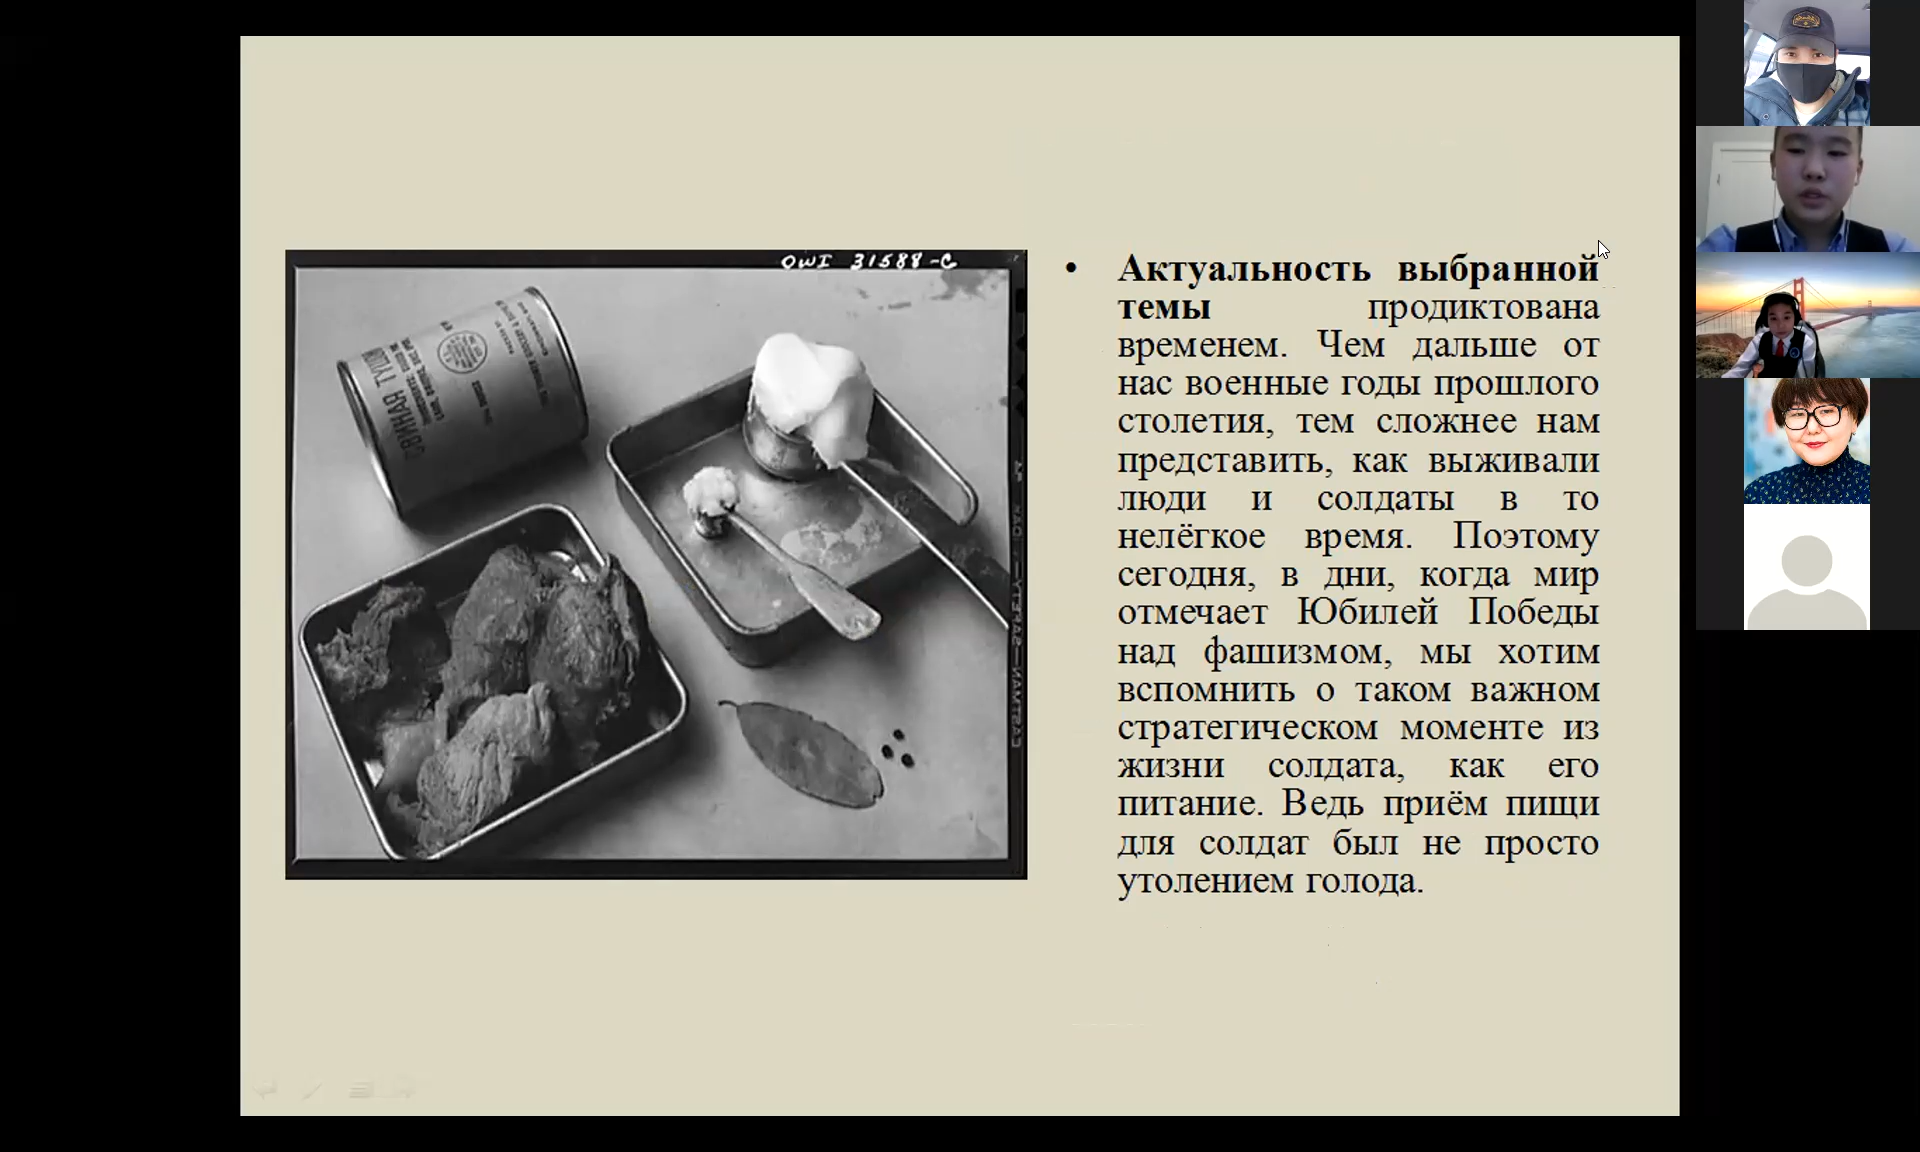 OWI 31588-C
Актуальность выбранной
темы продиктована
временем. Чем дальше от
нас военные годы прошлого
столетия, тем сложнее нам
представить, как выживали
люди и солдаты в то
нелёгкое время. Поэтому
сегодня, в дни, когда мир
отмечает Юбилей Победы
над фашизмом, мы хотим
вспомнить о таком важном
стратегическом моменте из
жизни солдата, как его
питание. Ведь приём пищи
для солдат был не просто
утолением голода.